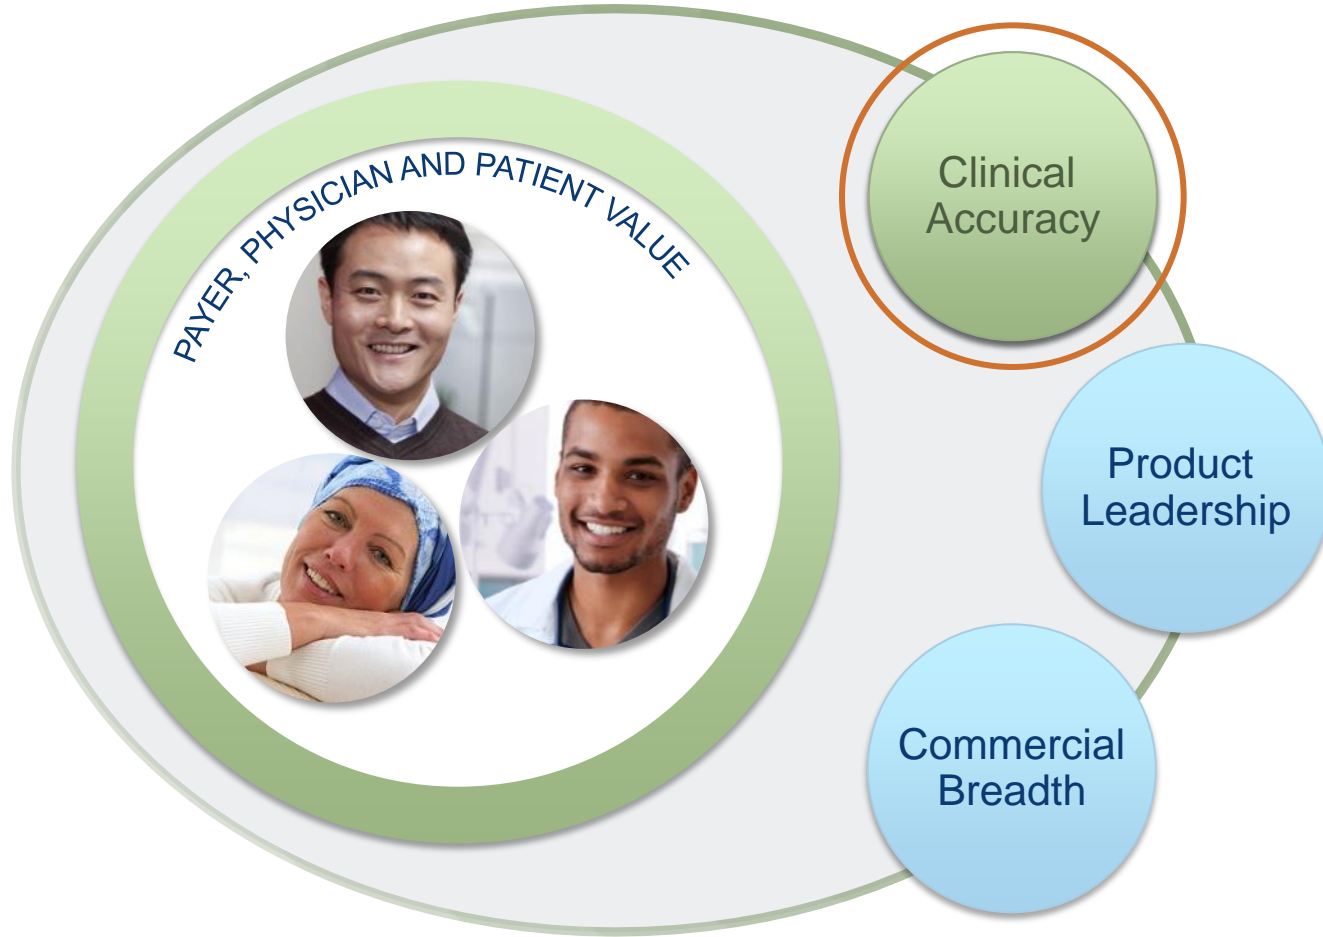 PAYER, PHYSICIAN AND PATIENT VALUE
Clinical
Accuracy
Product
Leadership
Commercial
Breadth